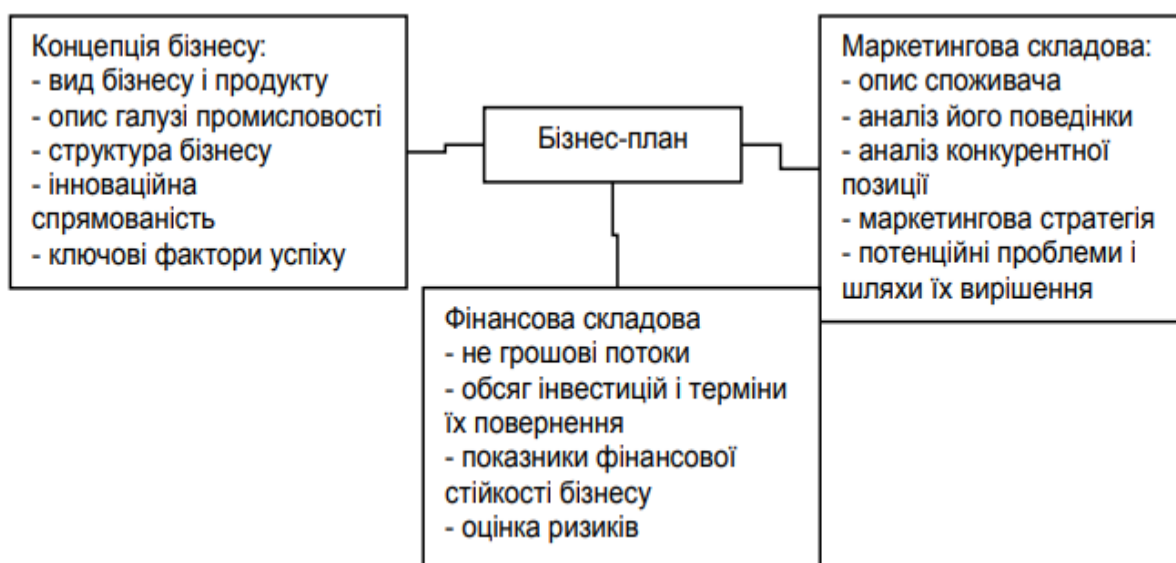 Концепція бізнесу:
- вид бізнесу і продукту
- опис галузі промисловості
- структура бізнесу
- інноваційна
спрямованість
- ключові фактори успіху
Бізнес-план
Маркетингова складова:
- опис споживача
- аналіз його поведінки
- аналіз конкурентної
позиції
- маркетингова стратегія
- потенційні проблеми і
шляхи їх вирішення
Фінансова складова
- не грошові потоки
- обсяг інвестицій і терміни
їх повернення
- показники фінансової
стійкості бізнесу
- оцінка ризиків